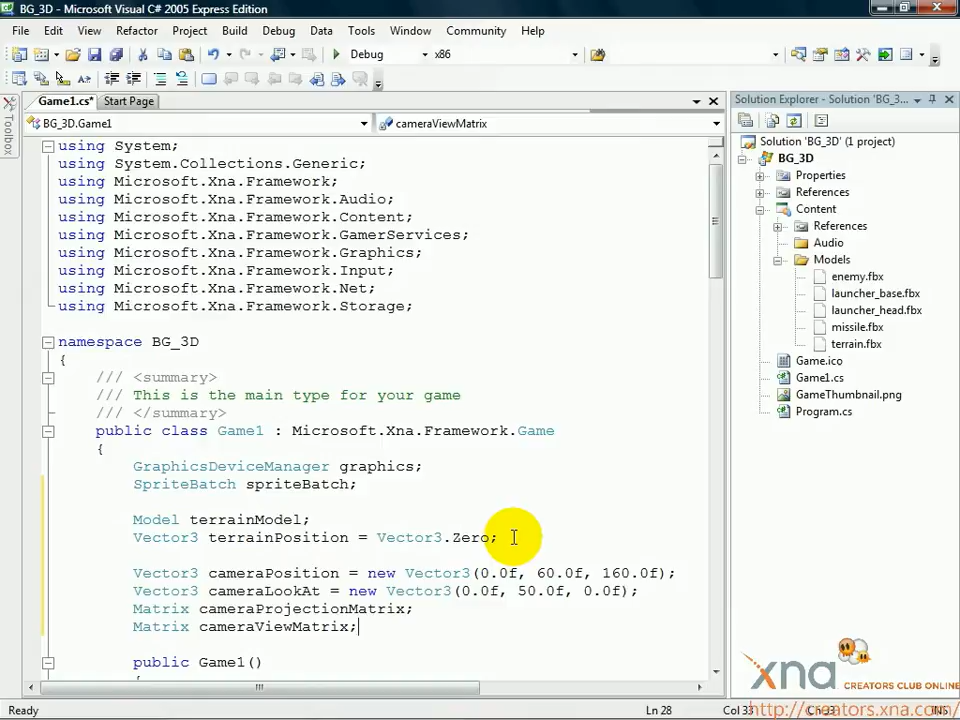 BG_3D - Microsoft Visual C# 2005 Express Edition
File Edit View Refactor Project Build Debug Data Tools Window Community Help
Debug x86
Game1.cs* Start Page
Toolbox
BG_3D.Game1 cameraViewMatrix
using System;
using System.Collections.Generic;
using Microsoft.Xna.Framework;
using Microsoft.Xna.Framework.Audio;
using Microsoft.Xna.Framework.Content;
using Microsoft.Xna.Framework.GamerServices;
using Microsoft.Xna.Framework.Graphics;
using Microsoft.Xna.Framework.Input;
using Microsoft.Xna.Framework.Net;
using Microsoft.Xna.Framework.Storage;
namespace BG_3D
{
/// <summary>
/// This is the main type for your game
/// </summary>
public class Game1 : Microsoft.Xna.Framework.Game
{
GraphicsDeviceManager graphics;
SpriteBatch spriteBatch;
Model terrainModel;
Vector3 terrainPosition = Vector3.Zero;
Vector3 cameraPosition = new Vector3(0.0f, 60.0f, 160.0f);
Vector3 cameraLookAt = new Vector3(0.0f, 50.0f, 0.0f);
Matrix cameraProjectionMatrix;
Matrix cameraViewMatrix;
public Game1()
Solution Explorer - Solution 'BG_3...
Solution 'BG_3D' (1 project)
BG_3D
Properties
References
Content
References
Audio
Models
enemy.fbx
launcher_base.fbx
launcher_head.fbx
missile.fbx
terrain.fbx
Game.ico
Game1.cs
GameThumbnail.png
Program.cs
xna
CREATORS CLUB ONLINE
Ready Ln 28 Col 33
http://creators.xna.com/